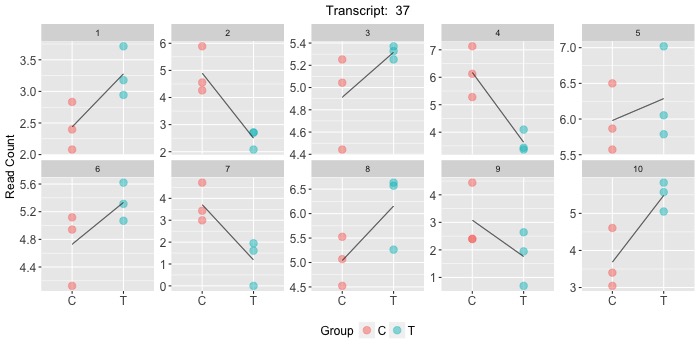 Transcript: 37
1 2 3 4 5
3.5 3.0 2.5 2.0
6 5 4 3 2
5.4 5.2 5.0 4.8 4.6 4.4
7 6 5 4
7.0 6.5 6.0 5.5
Read Count
6 7 8 9 10
5.6 5.2 4.8 4.4
4 3 2 1 0
6.5 6.0 5.5 5.0 4.5
4 3 2 1
5 4 3
C T C T C T C T C T
Group C T